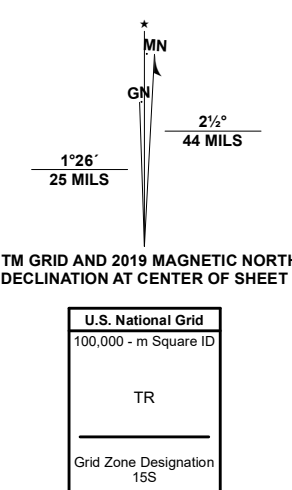 ★
MN
GN
2½°
44 MILS
1°26´
25 MILS
TM GRID AND 2019 MAGNETIC NORTH
DECLINATION AT CENTER OF SHEET
U.S. National Grid
100,000 - m Square ID
TR
Grid Zone Designation
15S